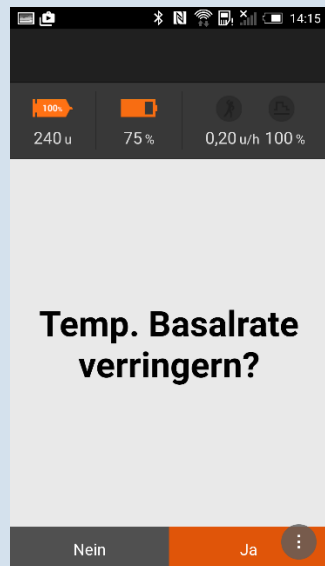 14:15
100%
240 u
75 %
0,20 u/h 100 %
Temp. Basalrate
verringern?
Nein
Ja